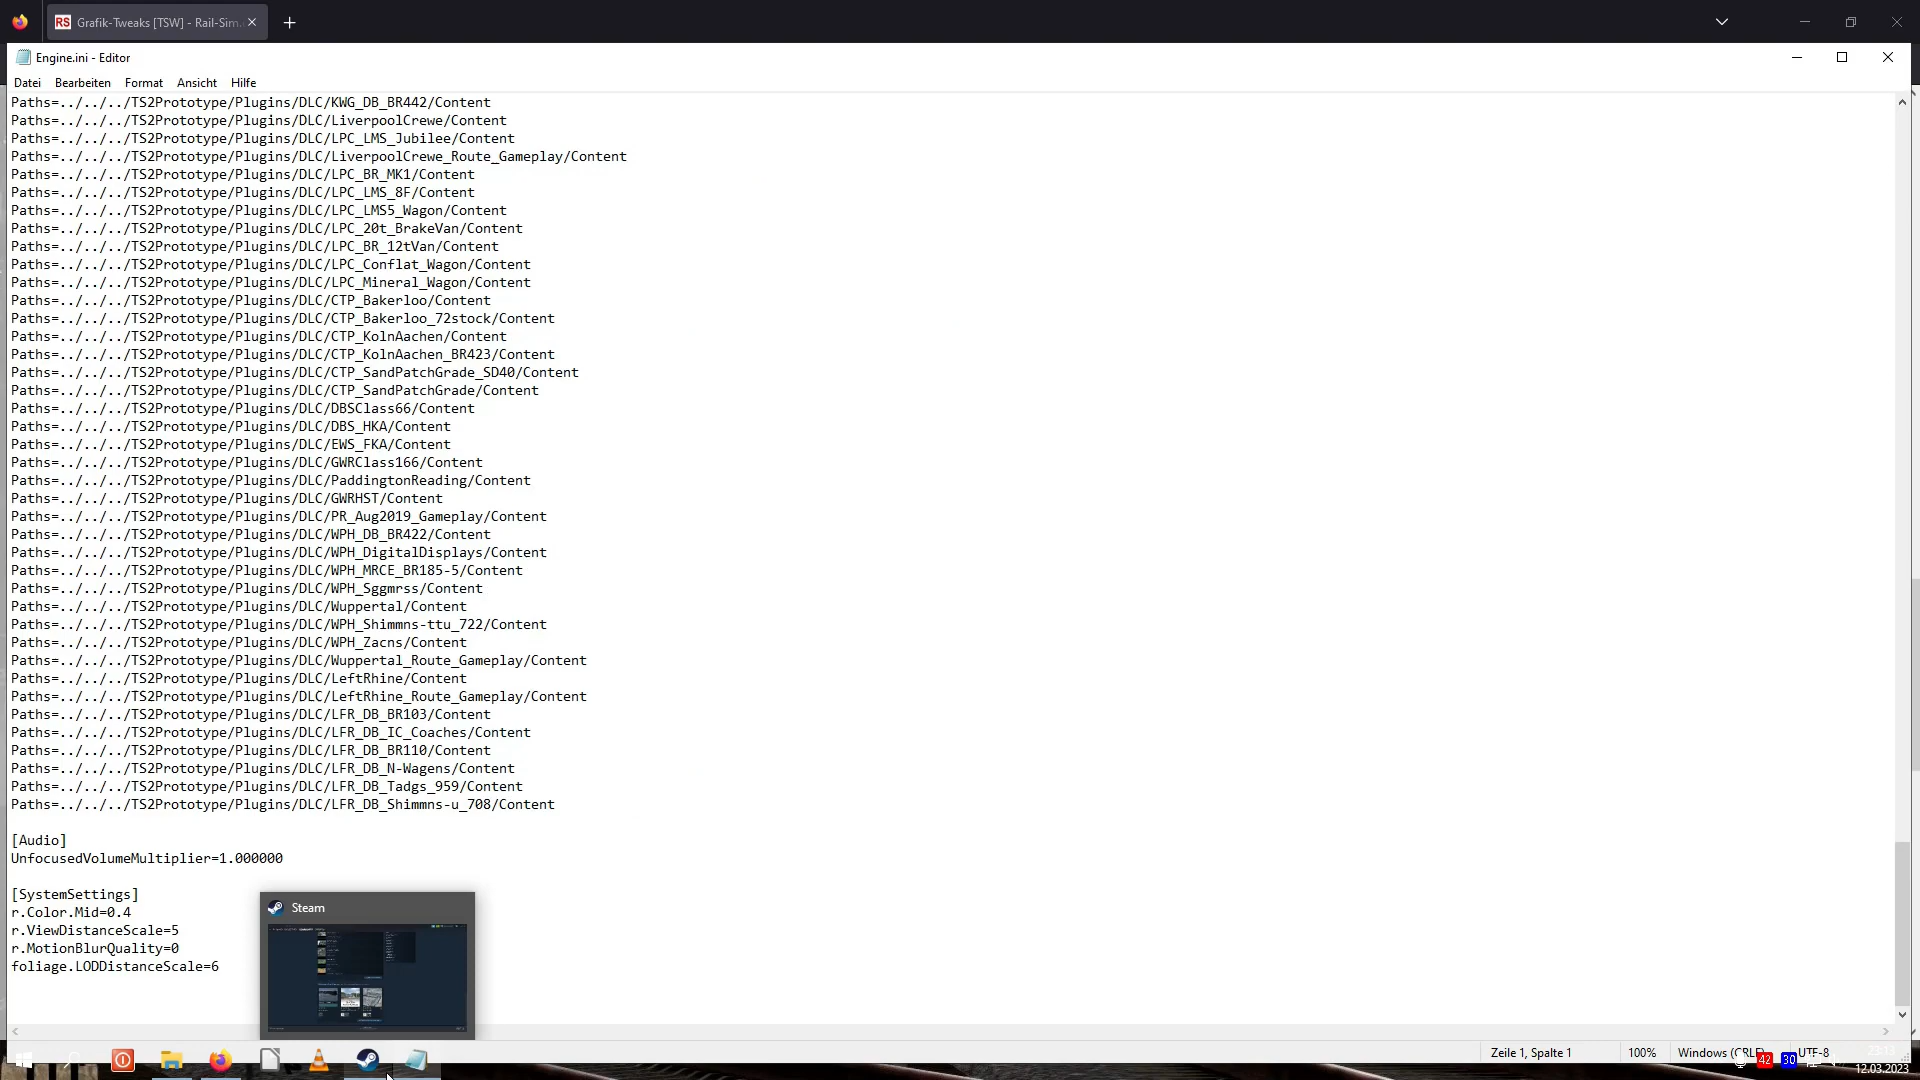 Grafik-Tweaks [TSW] - Rail-Sim.
Engine.ini - Editor
Datei Bearbeiten Format Ansicht Hilfe
Paths=../../../TS2Prototype/Plugins/DLC/KWG_DB_BR442/Content
Paths=../../../TS2Prototype/Plugins/DLC/LiverpoolCrewe/Content
Paths=../../../TS2Prototype/Plugins/DLC/LPC_LMS_Jubilee/Content
Paths=../../../TS2Prototype/Plugins/DLC/LiverpoolCrewe_Route_Gameplay/Content
Paths=../../../TS2Prototype/Plugins/DLC/LPC_BR_MK1/Content
Paths=../../../TS2Prototype/Plugins/DLC/LPC_LMS_8F/Content
Paths=../../../TS2Prototype/Plugins/DLC/LPC_LMS5_Wagon/Content
Paths=../../../TS2Prototype/Plugins/DLC/LPC_20t_BrakeVan/Content
Paths=../../../TS2Prototype/Plugins/DLC/LPC_BR_12tVan/Content
Paths=../../../TS2Prototype/Plugins/DLC/LPC_Conflat_Wagon/Content
Paths=../../../TS2Prototype/Plugins/DLC/LPC_Mineral_Wagon/Content
Paths=../../../TS2Prototype/Plugins/DLC/CTP_Bakerloo/Content
Paths=../../../TS2Prototype/Plugins/DLC/CTP_Bakerloo_72stock/Content
Paths=../../../TS2Prototype/Plugins/DLC/CTP_KolnAachen/Content
Paths=../../../TS2Prototype/Plugins/DLC/CTP_KolnAachen_BR423/Content
Paths=../../../TS2Prototype/Plugins/DLC/CTP_SandPatchGrade_SD40/Content
Paths=../../../TS2Prototype/Plugins/DLC/CTP_SandPatchGrade/Content
Paths=../../../TS2Prototype/Plugins/DLC/DBSClass66/Content
Paths=../../../TS2Prototype/Plugins/DLC/DBS_HKA/Content
Paths=../../../TS2Prototype/Plugins/DLC/EWS_FKA/Content
Paths=../../../TS2Prototype/Plugins/DLC/GWRClass166/Content
Paths=../../../TS2Prototype/Plugins/DLC/PaddingtonReading/Content
Paths=../../../TS2Prototype/Plugins/DLC/GWRHST/Content
Paths=../../../TS2Prototype/Plugins/DLC/PR_Aug2019_Gameplay/Content
Paths=../../../TS2Prototype/Plugins/DLC/WPH_DB_BR422/Content
Paths=../../../TS2Prototype/Plugins/DLC/WPH_DigitalDisplays/Content
Paths=../../../TS2Prototype/Plugins/DLC/WPH_MRCE_BR185-5/Content
Paths=../../../TS2Prototype/Plugins/DLC/WPH_Sggmrss/Content
Paths=../../../TS2Prototype/Plugins/DLC/Wuppertal/Content
Paths=../../../TS2Prototype/Plugins/DLC/WPH_Shimmns-ttu_722/Content
Paths=../../../TS2Prototype/Plugins/DLC/WPH_Zacns/Content
Paths=../../../TS2Prototype/Plugins/DLC/Wuppertal_Route_Gameplay/Content
Paths=../../../TS2Prototype/Plugins/DLC/LeftRhine/Content
Paths=../../../TS2Prototype/Plugins/DLC/LeftRhine_Route_Gameplay/Content
Paths=../../../TS2Prototype/Plugins/DLC/LFR_DB_BR103/Content
Paths=../../../TS2Prototype/Plugins/DLC/LFR_DB_IC_Coaches/Content
Paths=../../../TS2Prototype/Plugins/DLC/LFR_DB_BR110/Content
Paths=../../../TS2Prototype/Plugins/DLC/LFR_DB_N-Wagens/Content
Paths=../../../TS2Prototype/Plugins/DLC/LFR_DB_Tadgs_959/Content
Paths=../../../TS2Prototype/Plugins/DLC/LFR_DB_Shimmns-u_708/Content
[Audio]
UnfocusedVolumeMultiplier=1.000000
[SystemSettings]
r.Color.Mid=0.4
r.ViewDistanceScale=5
r.MotionBlurQuality=0
foliage.LODDistanceScale=6
Steam
Zeile 1, Spalte 1 100% Windows (CRLF) UTF-8
42 30
12.03.2023